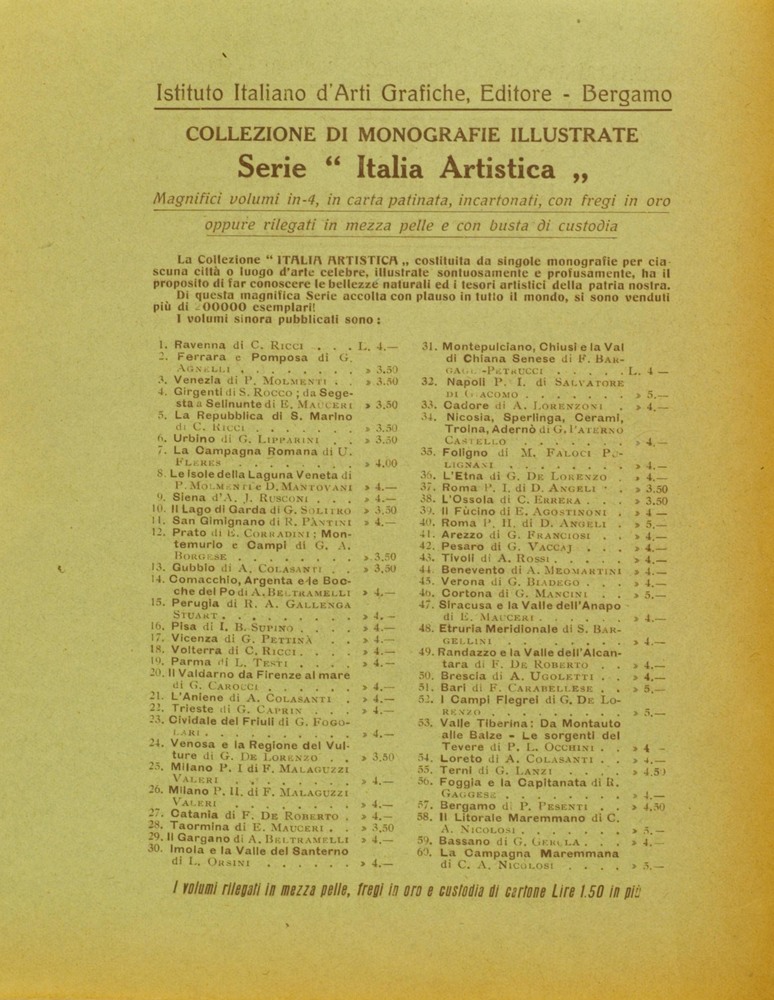 Istituto Italiano d'Arti Grafiche, Editore - Bergamo
COLLEZIONE DI MONOGRAFIE ILLUSTRATE
Serie “ Italia Artistica „
Magnifici volumi in-4, in carta patinata, incartonati, con fregi in oro
oppure rilegati in mezza pelle e con busta di custodia
La Collezione “ ITALIA ARTISTICA „ costituita da singole monografie per cia-
scuna città o luogo d'arte celebre, illustrate sontuosamente e profusamente, ha il
proposito di far conoscere le bellezze naturali ed i tesori artistici della patria nostra.
Di questa magnifica Serie accolta con plauso in tutto il mondo, si sono venduti
più di 00000 esemplari!
I volumi sinora pubblicati sono :
1. Ravenna di C. RICCI . . . L. 4.—
2. Ferrara e Pomposa di G.
AGNELLI . . . . . . . » 3.50
3. Venezia di P. MOLMENTI . . » 3.50
4. Girgenti di S. ROCCO ; da Sege-
sta a Selinunte di E. MAUCERI » 3.50
5. La Repubblica di S. Marino
di C. RICCI . . . . . . » 3.50
6. Urbino di G. LIPPARINI . . » 3.50
7. La Campagna Romana di U.
FLERES . . . . . . . . » 4.00
8. Le Isole della Laguna Veneta di
P. MOLMENTI e D. MANTOVANI » 4.—
9. Siena d'A. J. RUSCONI . . . » 4.—
10. Il Lago di Garda di G. SOLITRO » 3.50
11. San Gimignano di R. PÀNTINI » 4.—
12. Prato di E. CORRADINI ; Mon-
temurlo e Campi di G. A.
BORGESE . . . . . . . » 3.50
13. Gubbio di A. COLASANTI . . » 3.50
14. Comacchio, Argenta e le Boc-
che del Po di A. BELTRAMELLI » 4.—
15. Perugia di R. A. GALLENGA
STUART . . . . . . . . » 4.—
16. Pisa di I. B. SUPINO . . . . » 4.—
17. Vicenza di G. PETTINÀ . . » 4.—
18. Volterra di C. RICCI . . . . » 4.—
19. Parma di L. TESTI . . . . » 4.—
20. Il Valdarno da Firenze al mare
di G. CAROCCI . . . . . » 4.—
21. L'Aniene di A. COLASANTI . » 4.—
22. Trieste di G. CAPRIN . . . » 4.—
23. Cividale del Friuli di G. FOGO-
LARI . . . . . . . . . » 4.—
24. Venosa e la Regione del Vul-
ture di G. DE LORENZO . . » 3.50
25. Milano P. I di F. MALAGUZZI
VALERI . . . . . . . . » 4.—
26. Milano P. II. di F. MALAGUZZI
VALERI . . . . . . . . » 4.—
27. Catania di F. DE ROBERTO . » 4.—
28. Taormina di E. MAUCERI . . » 3.50
29. Il Gargano di A. BELTRAMELLI » 4.—
30. Imola e la Valle del Santerno
di L. ORSINI . . . . . . » 4.—
31. Montepulciano, Chiusi e la Val
di Chiana Senese di F. BAR-
GAGLI-PETRUCCI . . . . . L. 4 —
32. Napoli P. I. di SALVATORE
DI GIACOMO . . . . . . . » 5.—
33. Cadore di A. LORENZONI . » 4.—
34. Nicosia, Sperlinga, Cerami,
Troina, Adernò di G. PATERNO
CASTELLO . . . . . . . » 4.—
35. Foligno di M. FALOCI PU-
LIGNANI . . . . . . . . » 4.—
36. L'Etna di G. DE LORENZO . » 4.—
37. Roma P. I. di D. ANGELI . . » 3.50
38. L'Ossola di C. ERRERA . . . » 3.50
39. Il Fùcino di E. AGOSTINONI . » 4 —
40. Roma P. II. di D. ANGELI . » 5.—
41. Arezzo di G. FRANCIOSI . . » 4.—
42. Pesaro di G. VACCAJ . . . » 4.—
43. Tivoli di A. ROSSI . . . . . » 4.—
44. Benevento di A. MEOMARTINI » 4.—
45. Verona di G. BIADEGO . . . » 4.—
46. Cortona di G. MANCINI . . » 5.—
47. Siracusa e la Valle dell'Anapo
di E. MAUCERI . . . . . . » 4.—
48. Etruria Meridionale di S. BAR-
GELLINI . . . . . . . . » 4.—
49. Randazzo e la Valle dell'Alcan-
tara di F. DE ROBERTO . . » 4.—
50. Brescia di A. UGOLETTI . . » 4.—
51. Bari di F. CARABELLESE . . » 5.—
52. I Campi Flegrei di G. DE LO-
RENZO . . . . . . . . . » 5.—
53. Valle Tiberina: Da Montauto
alle Balze - Le sorgenti del
Tevere di P. L. OCCHINI . . » 4 -
54. Loreto di A. COLASANTI . . » 4.—
55. Terni di G. LANZI . . . . » 4.50
56. Foggia e la Capitanata di R.
GAGGESE . . . . . . . . » 4.—
57. Bergamo di P. PESENTI . . » 4.50
58. Il Litorale Maremmano di C.
A. NICOLOSI . . . . . . . » 5.—
59. Bassano di G. GEROLA . . . » 4.—
60. La Campagna Maremmana
di C. A. NICOLOSI . . . . » 5.—
I volumi rilegati in mezza pelle, fregi in oro e custodia di cartone Lire 1.50 in più